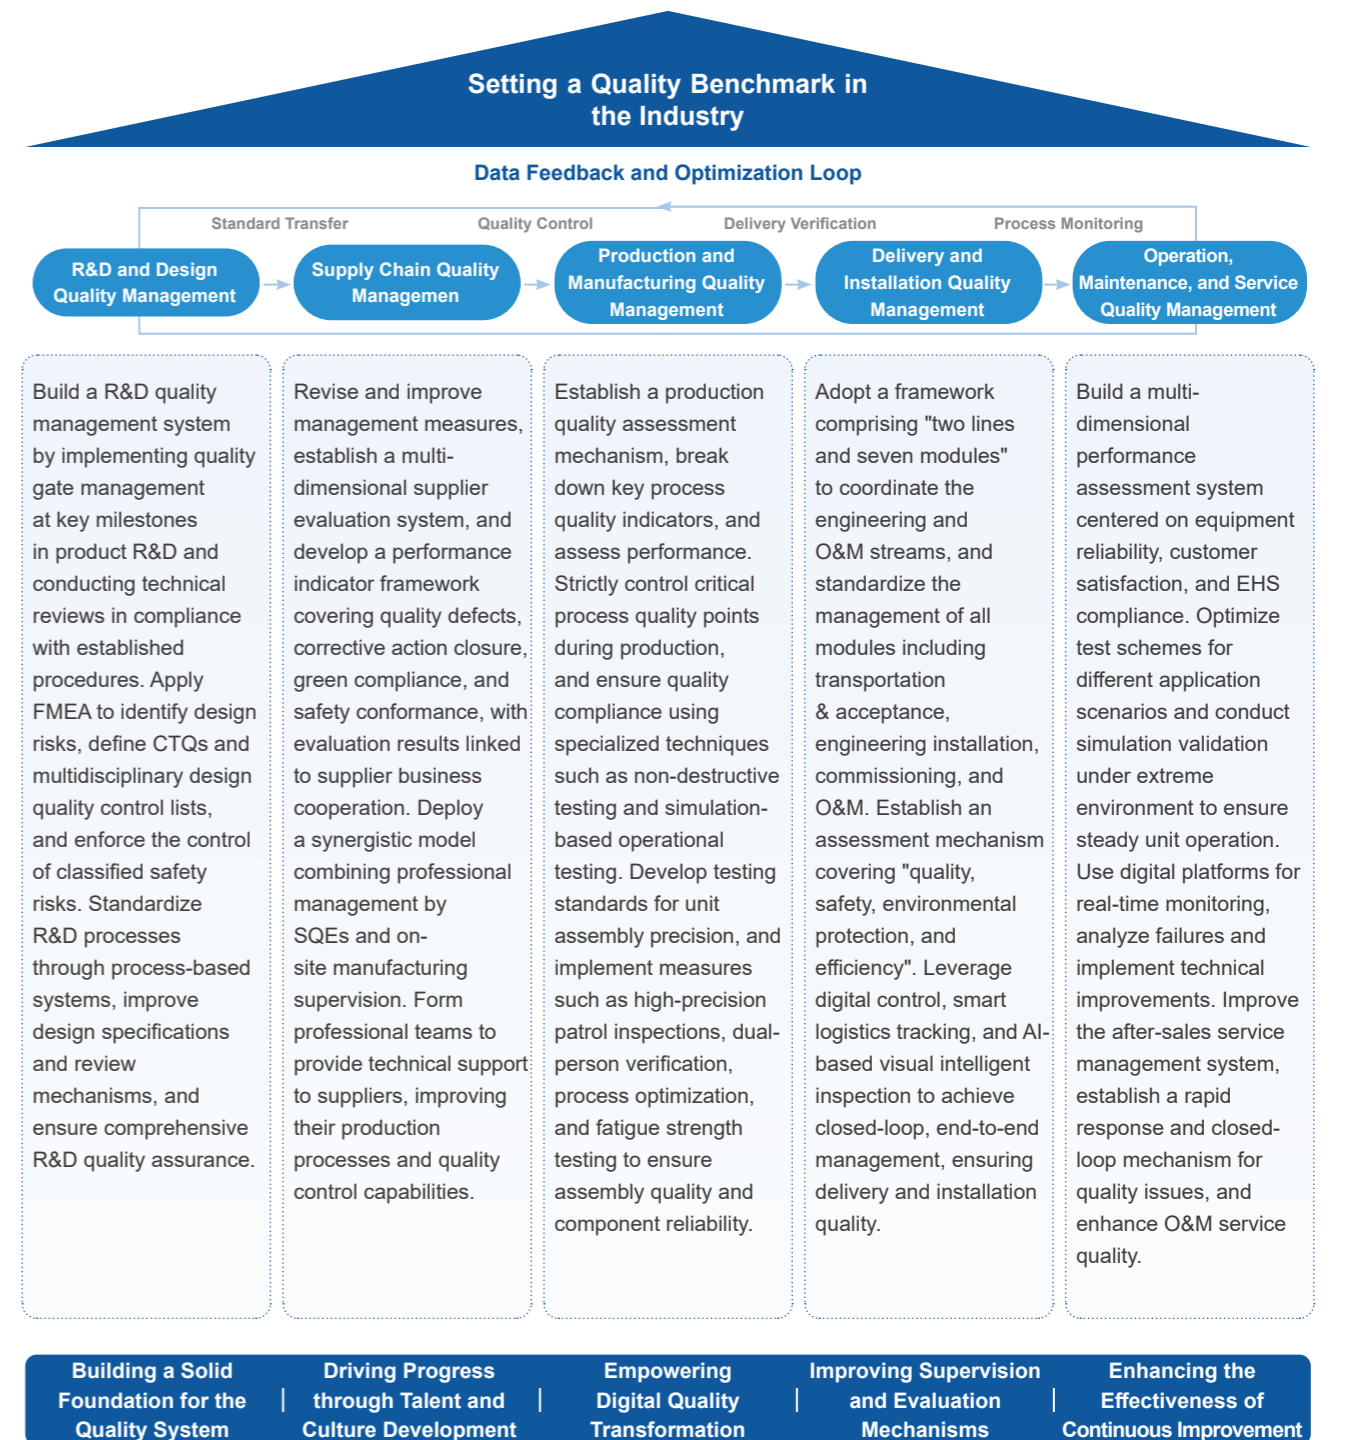 Setting a Quality Benchmark in
the Industry
Data Feedback and Optimization Loop
Standard Transfer
Quality Control
Delivery Verification
Process Monitoring
R&D and Design
Quality Management
Supply Chain Quality
Managemen
Production and
Manufacturing Quality
Management
Delivery and
Installation Quality
Management
Operation,
Maintenance, and Service
Quality Management
Build a R&D quality
management system
by implementing quality
gate management
at key milestones
in product R&D and
conducting technical
reviews in compliance
with established
procedures. Apply
FMEA to identify design
risks, define CTQs and
multidisciplinary design
quality control lists,
and enforce the control
of classified safety
risks. Standardize
R&D processes
through process-based
systems, improve
design specifications
and review
mechanisms, and
ensure comprehensive
R&D quality assurance.
Revise and improve
management measures,
establish a multi-
dimensional supplier
evaluation system, and
develop a performance
indicator framework
covering quality defects,
corrective action closure,
green compliance, and
safety conformance, with
evaluation results linked
to supplier business
cooperation. Deploy
a synergistic model
combining professional
management by
SQEs and on-
site manufacturing
supervision. Form
professional teams to
provide technical support
to suppliers, improving
their production
processes and quality
control capabilities.
Establish a production
quality assessment
mechanism, break
down key process
quality indicators, and
assess performance.
Strictly control critical
process quality points
during production,
and ensure quality
compliance using
specialized techniques
such as non-destructive
testing and simulation-
based operational
testing. Develop testing
standards for unit
assembly precision, and
implement measures
such as high-precision
patrol inspections, dual-
person verification,
process optimization,
and fatigue strength
testing to ensure
assembly quality and
component reliability.
Adopt a framework
comprising "two lines
and seven modules"
to coordinate the
engineering and
O&M streams, and
standardize the
management of all
modules including
transportation
& acceptance,
engineering installation,
commissioning, and
O&M. Establish an
assessment mechanism
covering "quality,
safety, environmental
protection, and
efficiency". Leverage
digital control, smart
logistics tracking, and AI-
based visual intelligent
inspection to achieve
closed-loop, end-to-end
management, ensuring
delivery and installation
quality.
Build a multi-
dimensional
performance
assessment system
centered on equipment
reliability, customer
satisfaction, and EHS
compliance. Optimize
test schemes for
different application
scenarios and conduct
simulation validation
under extreme
environment to ensure
steady unit operation.
Use digital platforms for
real-time monitoring,
analyze failures and
implement technical
improvements. Improve
the after-sales service
management system,
establish a rapid
response and closed-
loop mechanism for
quality issues, and
enhance O&M service
quality.
Building a Solid
Foundation for the
Quality System
Driving Progress
through Talent and
Culture Development
Empowering
Digital Quality
Transformation
Improving Supervision
and Evaluation
Mechanisms
Enhancing the
Effectiveness of
Continuous Improvement